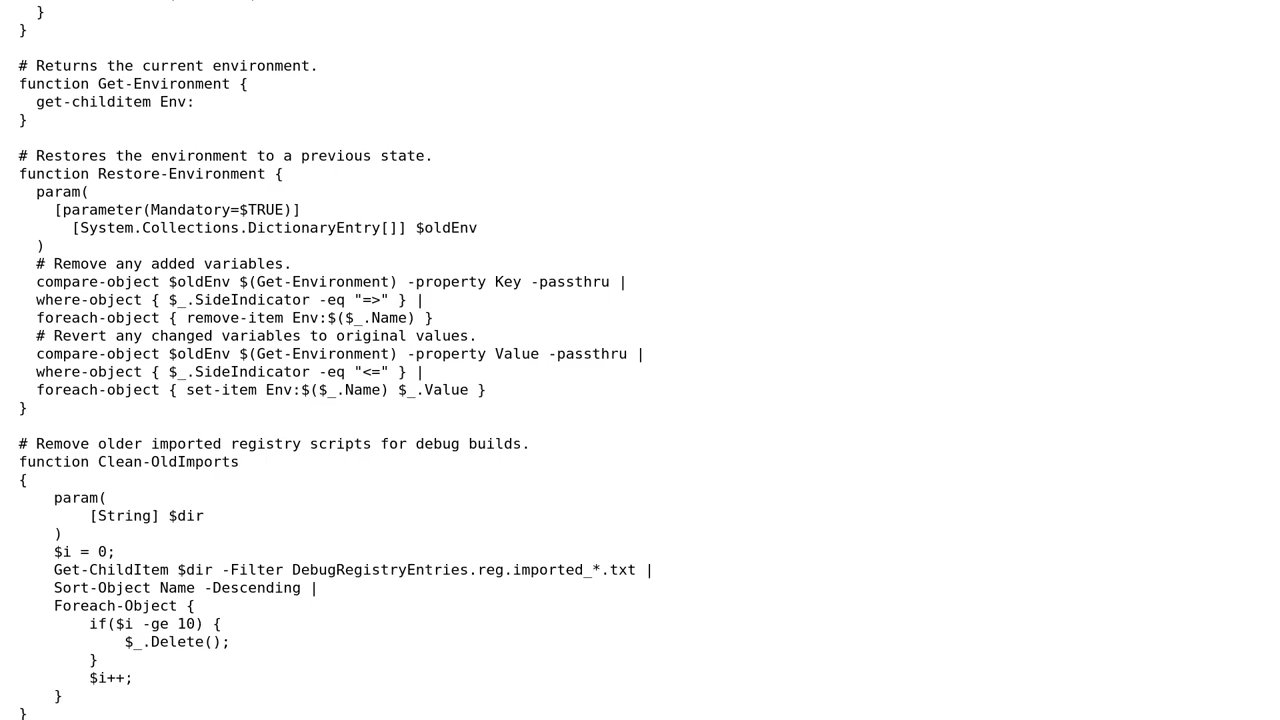 }
}

# Returns the current environment.
function Get-Environment {
  get-childitem Env:
}

# Restores the environment to a previous state.
function Restore-Environment {
  param(
    [parameter(Mandatory=$TRUE)]
      [System.Collections.DictionaryEntry[]] $oldEnv
  )
  # Remove any added variables.
  compare-object $oldEnv $(Get-Environment) -property Key -passthru |
  where-object { $_.SideIndicator -eq "=>" } |
  foreach-object { remove-item Env:$($_.Name) }
  # Revert any changed variables to original values.
  compare-object $oldEnv $(Get-Environment) -property Value -passthru |
  where-object { $_.SideIndicator -eq "<=" } |
  foreach-object { set-item Env:$($_.Name) $_.Value }
}

# Remove older imported registry scripts for debug builds.
function Clean-OldImports
{
    param(
        [String] $dir
    )
    $i = 0;
    Get-ChildItem $dir -Filter DebugRegistryEntries.reg.imported_*.txt |
    Sort-Object Name -Descending |
    Foreach-Object {
        if($i -ge 10) {
            $_.Delete();
        }
        $i++;
    }
}